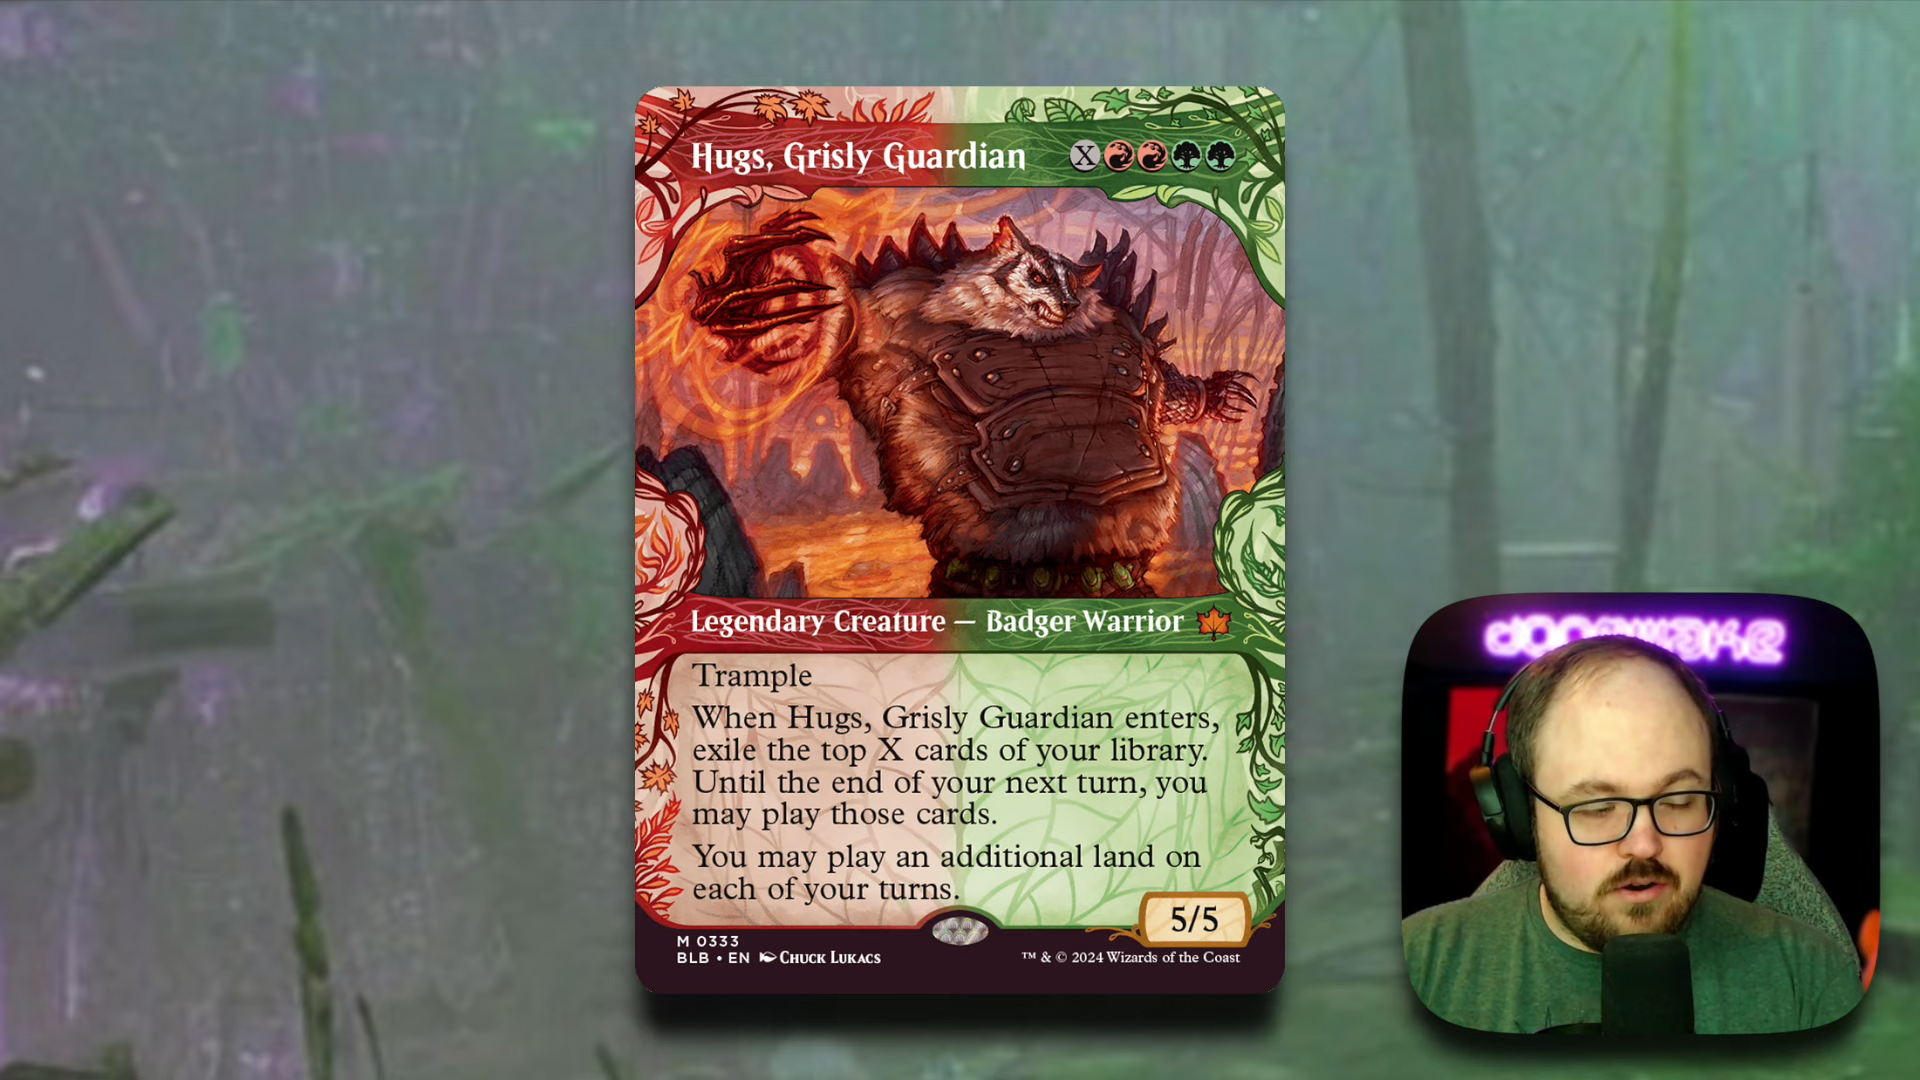 Hugs, Grisly Guardian X
Legendary Creature — Badger Warrior
Trample
When Hugs, Grisly Guardian enters,
exile the top X cards of your library.
Until the end of your next turn, you
may play those cards.
You may play an additional land on
each of your turns.
5/5
M 0333
BLB • EN Chuck Lukacs
™ & © 2024 Wizards of the Coast